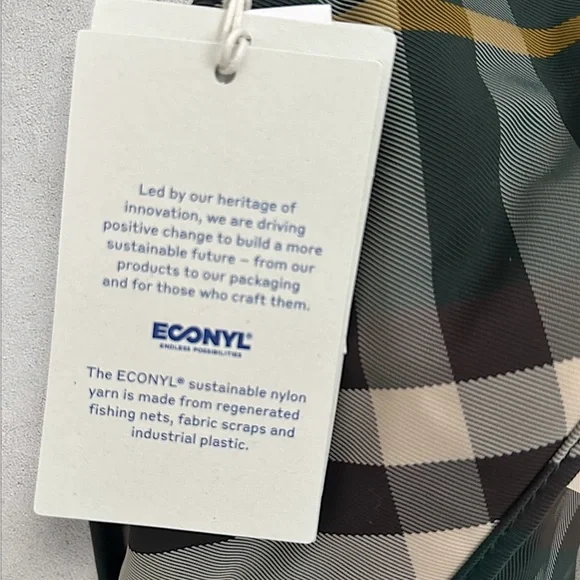 Led by our heritage of
innovation, we are driving
positive change to build a more
sustainable future – from our
products to our packaging
and for those who craft them.
ECONYL®
ENDLESS POSSIBILITIES
The ECONYL® sustainable nylon
yarn is made from regenerated
fishing nets, fabric scraps and
industrial plastic.